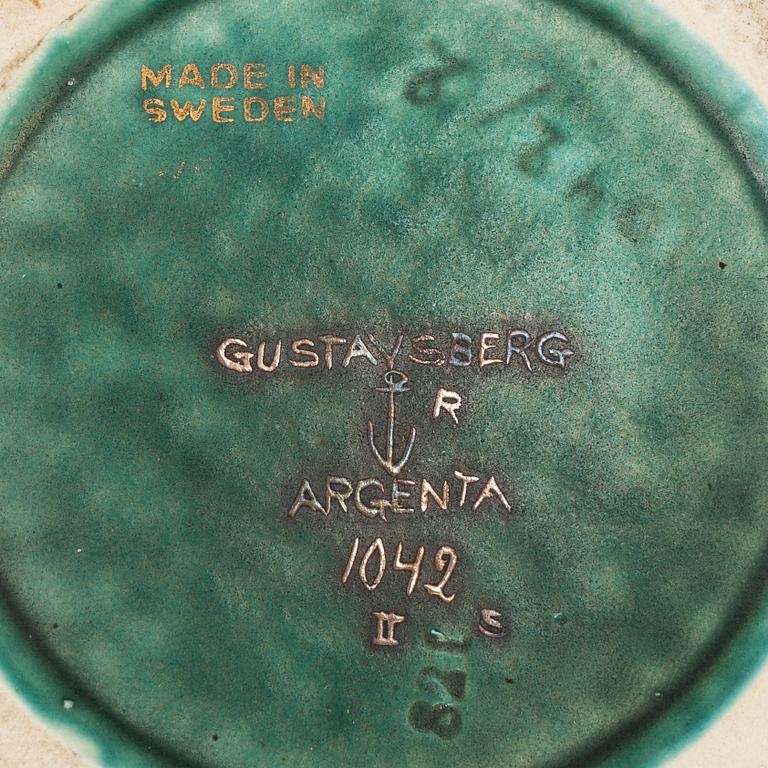 MADE IN
SWEDEN
GUSTAVSBERG
R
ARGENTA
1042
II S